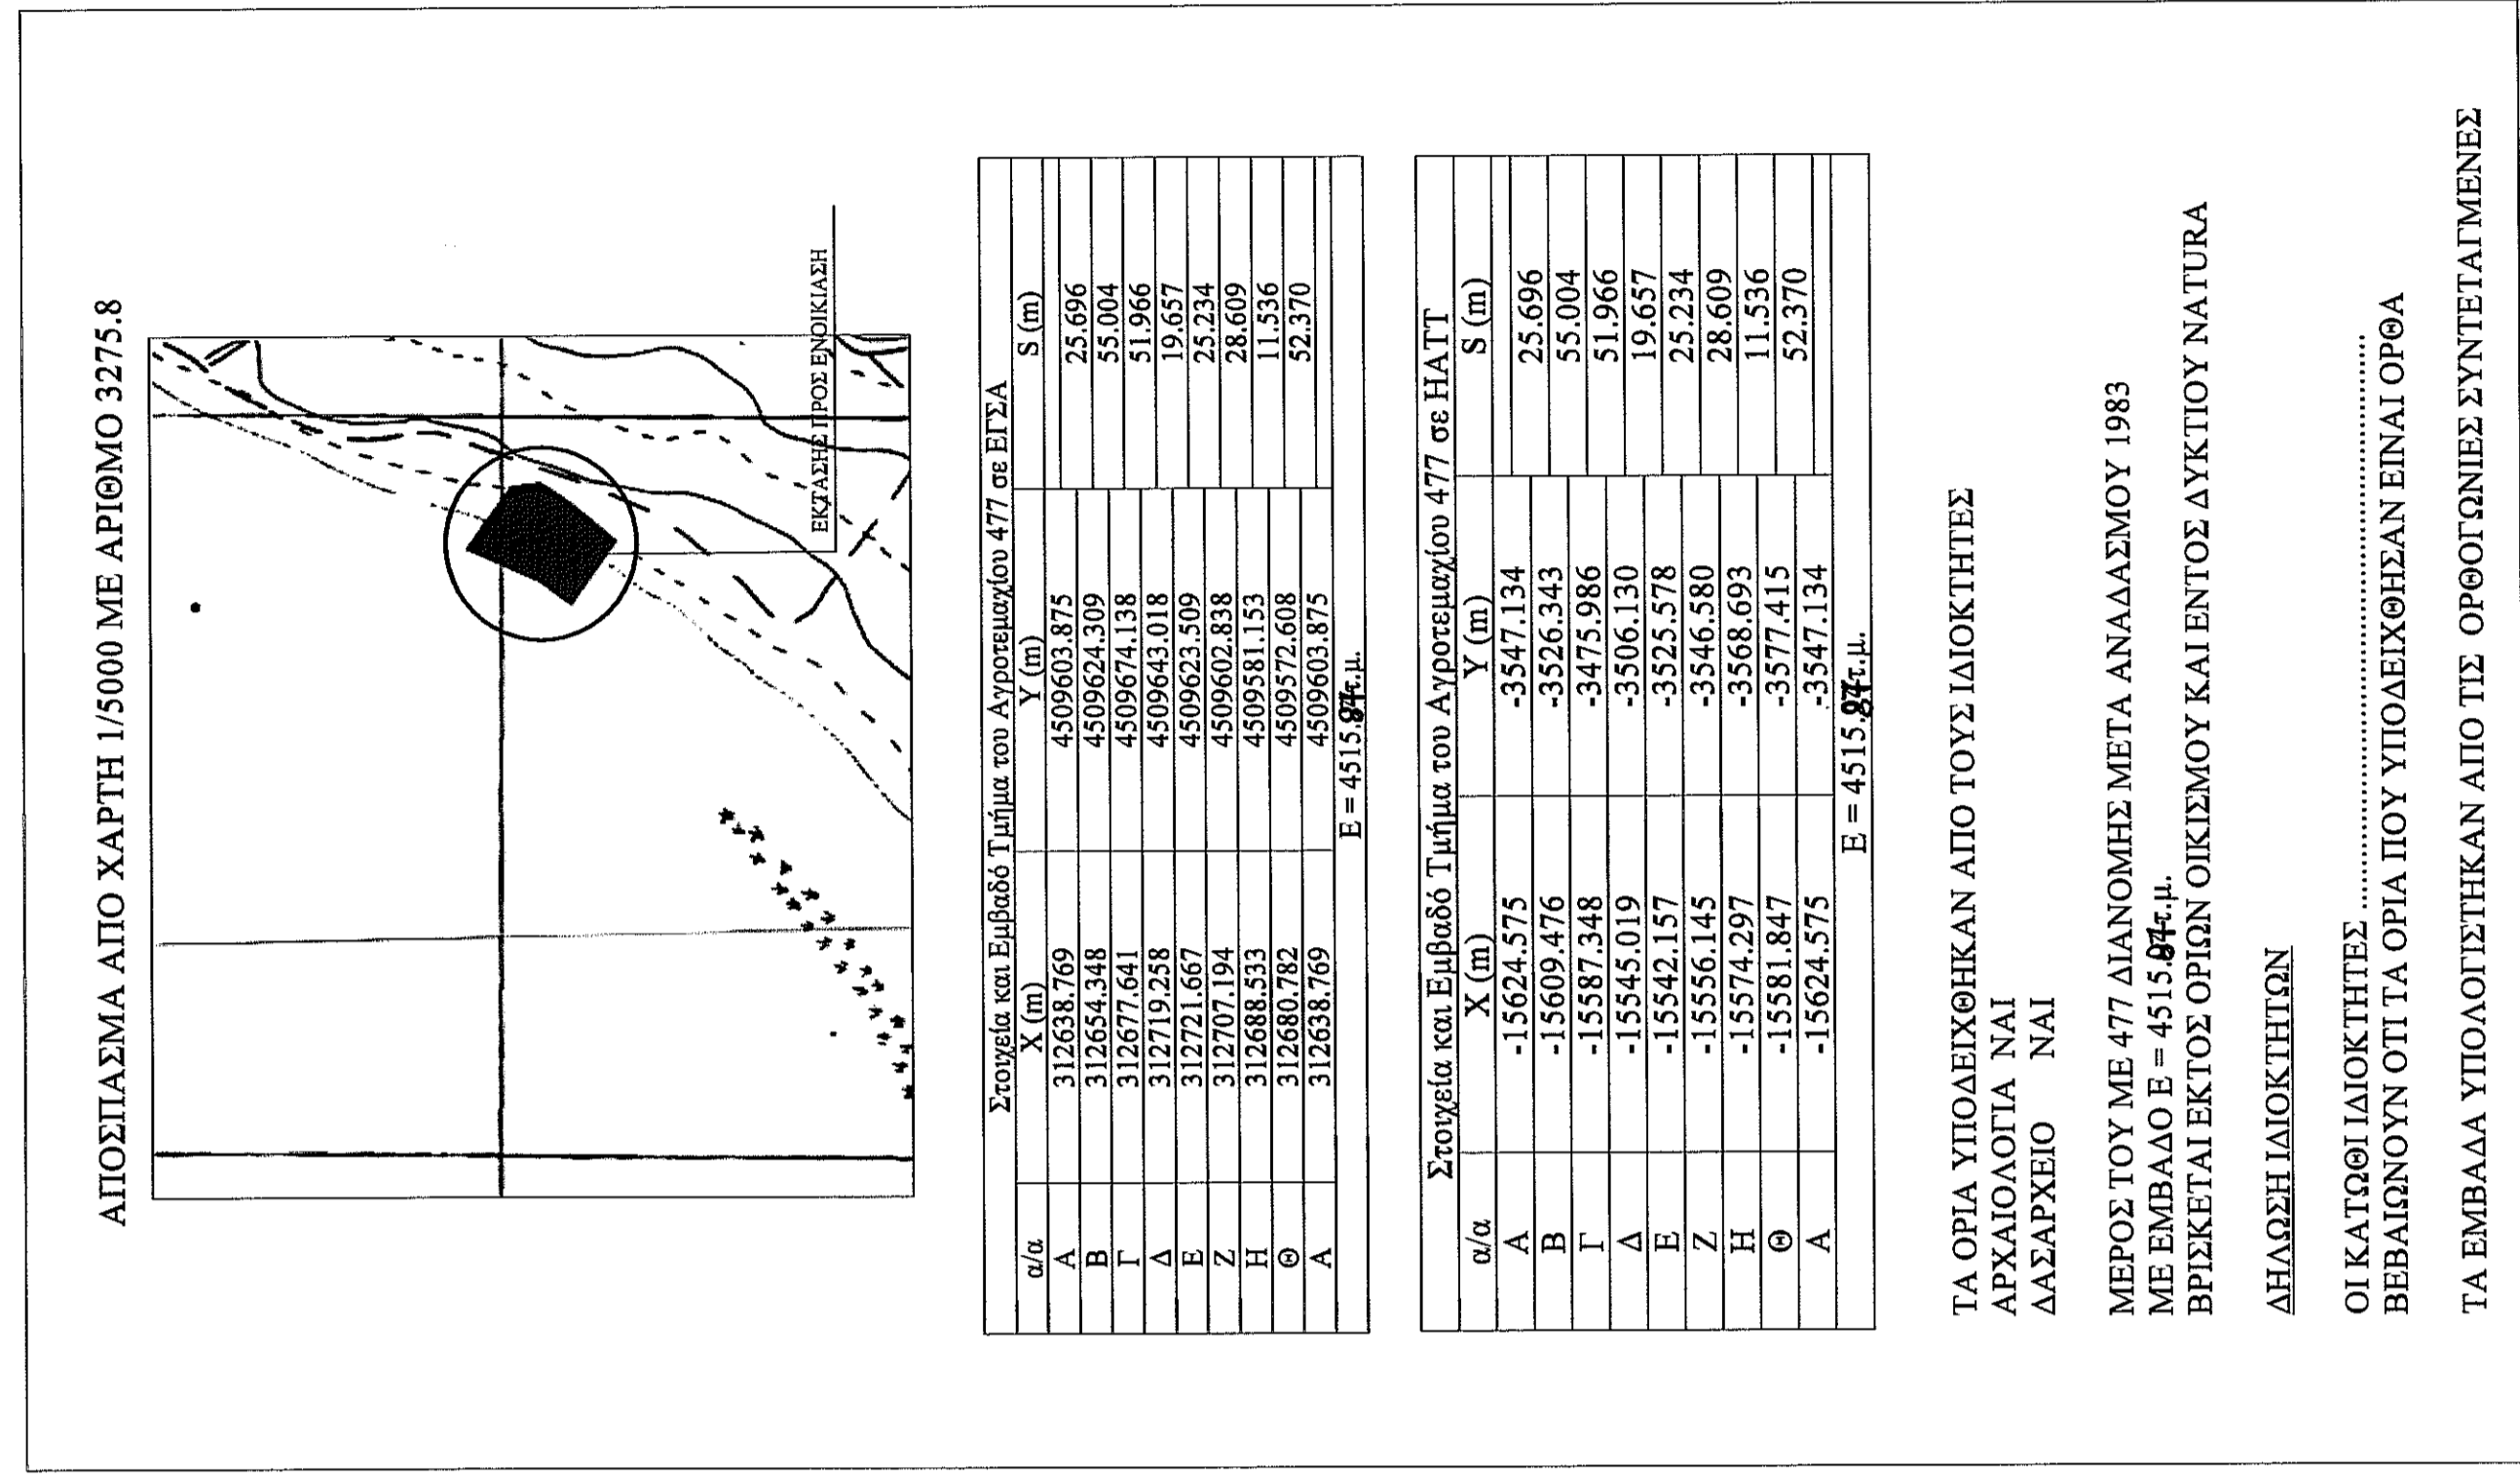 ΑΠΟΣΠΑΣΜΑ ΑΠΟ ΧΑΡΤΗ 1/5000 ΜΕ ΑΡΙΘΜΟ 3275.8
ΕΚΤΑΣΗΣ ΠΡΟΣ ΕΝΟΙΚΙΑΣΗ
Στοιχεία και Εμβαδό Τμήμα του Αγροτεμαχίου 477 σε ΕΓΣΑ
α/α X (m) Y (m) S (m)
Α 312638.769 4509603.875 25.696
Β 312654.348 4509624.309 55.004
Γ 312677.641 4509674.138 51.966
Δ 312719.258 4509643.018 19.657
Ε 312721.667 4509623.509 25.234
Ζ 312707.194 4509602.838 28.609
Η 312688.533 4509581.153 11.536
Θ 312680.782 4509572.608 52.370
Α 312638.769 4509603.875
Ε = 4515. τ.μ.
Στοιχεία και Εμβαδό Τμήμα του Αγροτεμαχίου 477 σε HATT
α/α X (m) Y (m) S (m)
Α -15624.575 -3547.134 25.696
Β -15609.476 -3526.343 55.004
Γ -15587.348 -3475.986 51.966
Δ -15545.019 -3506.130 19.657
Ε -15542.157 -3525.578 25.234
Ζ -15556.145 -3546.580 28.609
Η -15574.297 -3568.693 11.536
Θ -15581.847 -3577.415 52.370
Α -15624.575 -3547.134
Ε = 4515. τ.μ.
ΤΑ ΟΡΙΑ ΥΠΟΔΕΙΧΘΗΚΑΝ ΑΠΟ ΤΟΥΣ ΙΔΙΟΚΤΗΤΕΣ
ΑΡΧΑΙΟΛΟΓΙΑ ΝΑΙ
ΔΑΣΑΡΧΕΙΟ ΝΑΙ
ΜΕΡΟΣ ΤΟΥ ΜΕ 477 ΔΙΑΝΟΜΗΣ ΜΕΤΑ ΑΝΑΔΑΣΜΟΥ 1983
ΜΕ ΕΜΒΑΔΟ Ε = 4515. τ.μ.
ΒΡΙΣΚΕΤΑΙ ΕΚΤΟΣ ΟΡΙΩΝ ΟΙΚΙΣΜΟΥ ΚΑΙ ΕΝΤΟΣ ΔΥΚΤΙΟΥ NATURA
ΔΗΛΩΣΗ ΙΔΙΟΚΤΗΤΩΝ
ΟΙ ΚΑΤΩΘΙ ΙΔΙΟΚΤΗΤΕΣ ..........................................................................
ΒΕΒΑΙΩΝΟΥΝ ΟΤΙ ΤΑ ΟΡΙΑ ΠΟΥ ΥΠΟΔΕΙΧΘΗΣΑΝ ΕΙΝΑΙ ΟΡΘΑ
ΤΑ ΕΜΒΑΔΑ ΥΠΟΛΟΓΙΣΤΗΚΑΝ ΑΠΟ ΤΙΣ ΟΡΘΟΓΩΝΙΕΣ ΣΥΝΤΕΤΑΓΜΕΝΕΣ